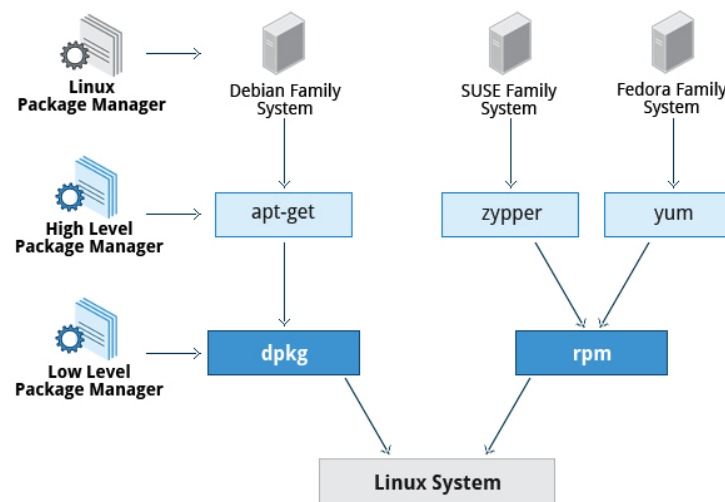 Linux
Package Manager
Debian Family
System
SUSE Family
System
Fedora Family
System
High Level
Package Manager
apt-get
zypper
yum
Low Level
Package Manager
dpkg
rpm
Linux System